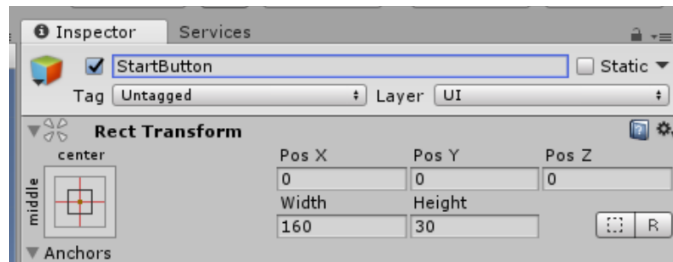 Inspector Services
StartButton Static
Tag Untagged Layer UI
Rect Transform
center Pos X Pos Y Pos Z
middle
0 0 0
Width Height
160 30 R
Anchors